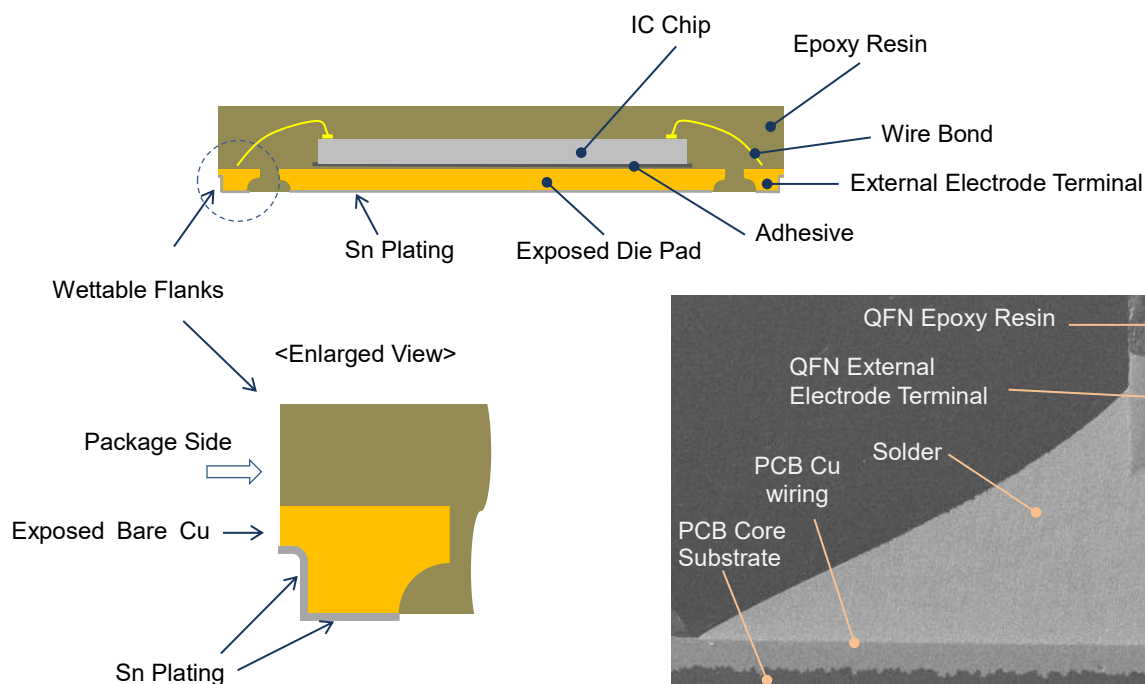 IC Chip
Epoxy Resin
Wire Bond
External Electrode Terminal
Adhesive
Exposed Die Pad
Sn Plating
Wettable Flanks
<Enlarged View>
Package Side
Exposed Bare Cu
Sn Plating
QFN Epoxy Resin
QFN External
Electrode Terminal
Solder
PCB Cu
wiring
PCB Core
Substrate